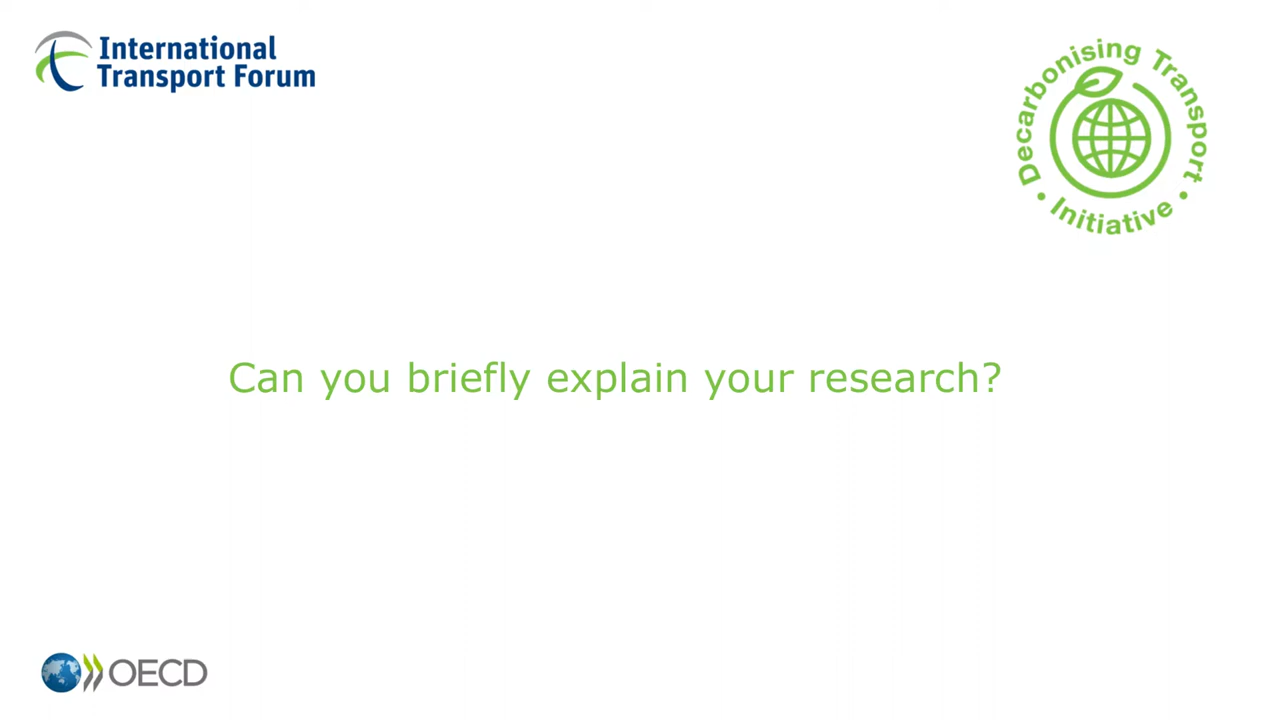 International
Transport Forum
Decarbonising Transport
• Initiative •
Can you briefly explain your research?
OECD